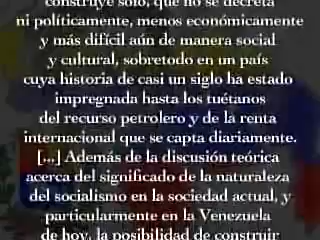 construye solo, que no se decreta
ni políticamente, menos económicamente
y más difícil aún de manera social
y cultural, sobretodo en un país
cuya historia de casi un siglo ha estado
impregnada hasta los tuétanos
del recurso petrolero y de la renta
internacional que se capta diariamente.
[...] Además de la discusión teórica
acerca del significado de la naturaleza
del socialismo en la sociedad actual, y
particularmente en la Venezuela
de hoy, la posibilidad de construir